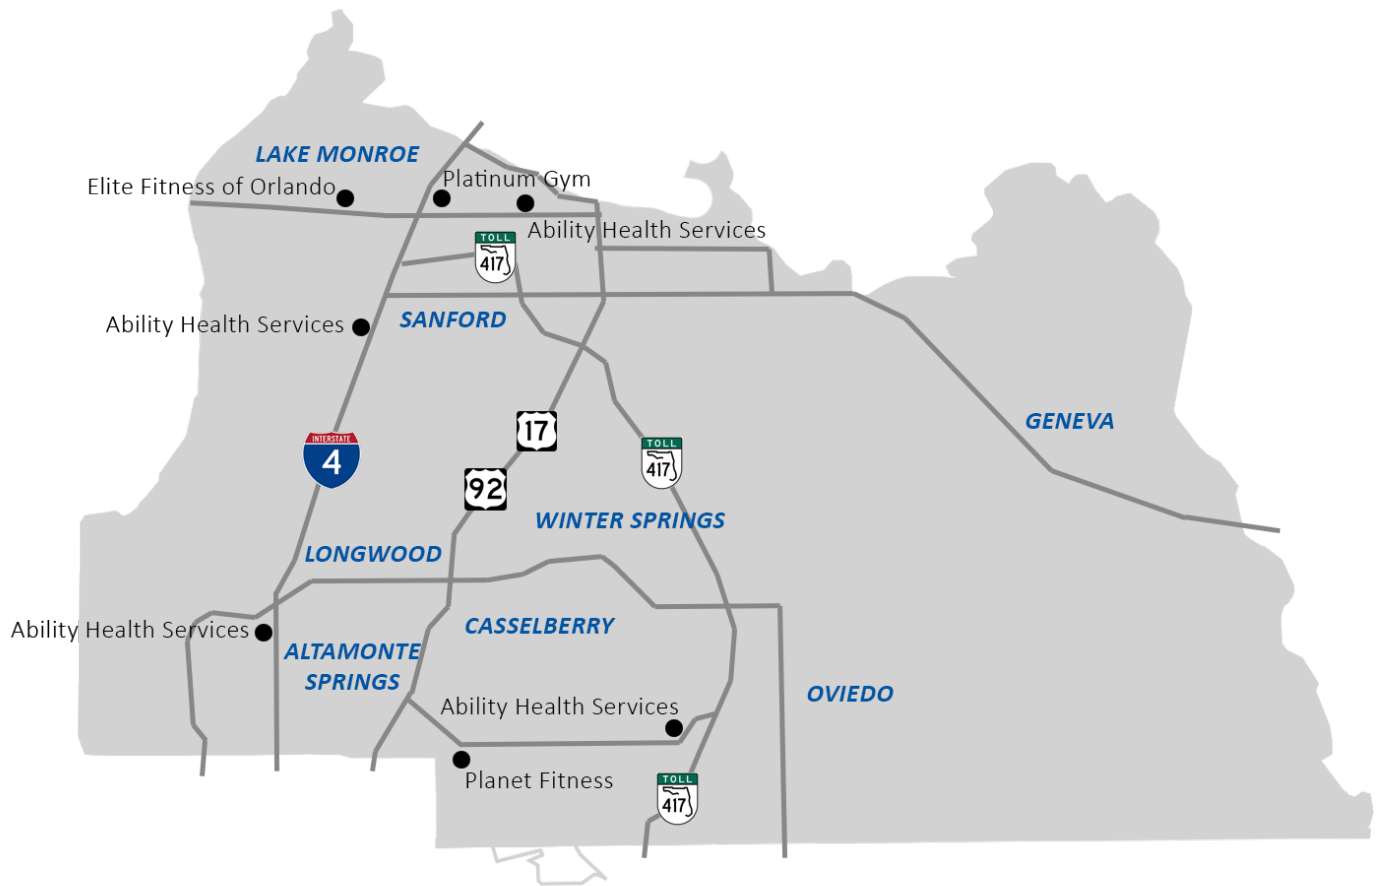 LAKE MONROE
Platinum Gym
Elite Fitness of Orlando
Ability Health Services
TOLL
417
SANFORD
Ability Health Services
GENEVA
17
INTERSTATE
4
TOLL
417
92
WINTER SPRINGS
LONGWOOD
CASSELBERRY
Ability Health Services
ALTAMONTE
SPRINGS
OVIEDO
Ability Health Services
Planet Fitness
TOLL
417